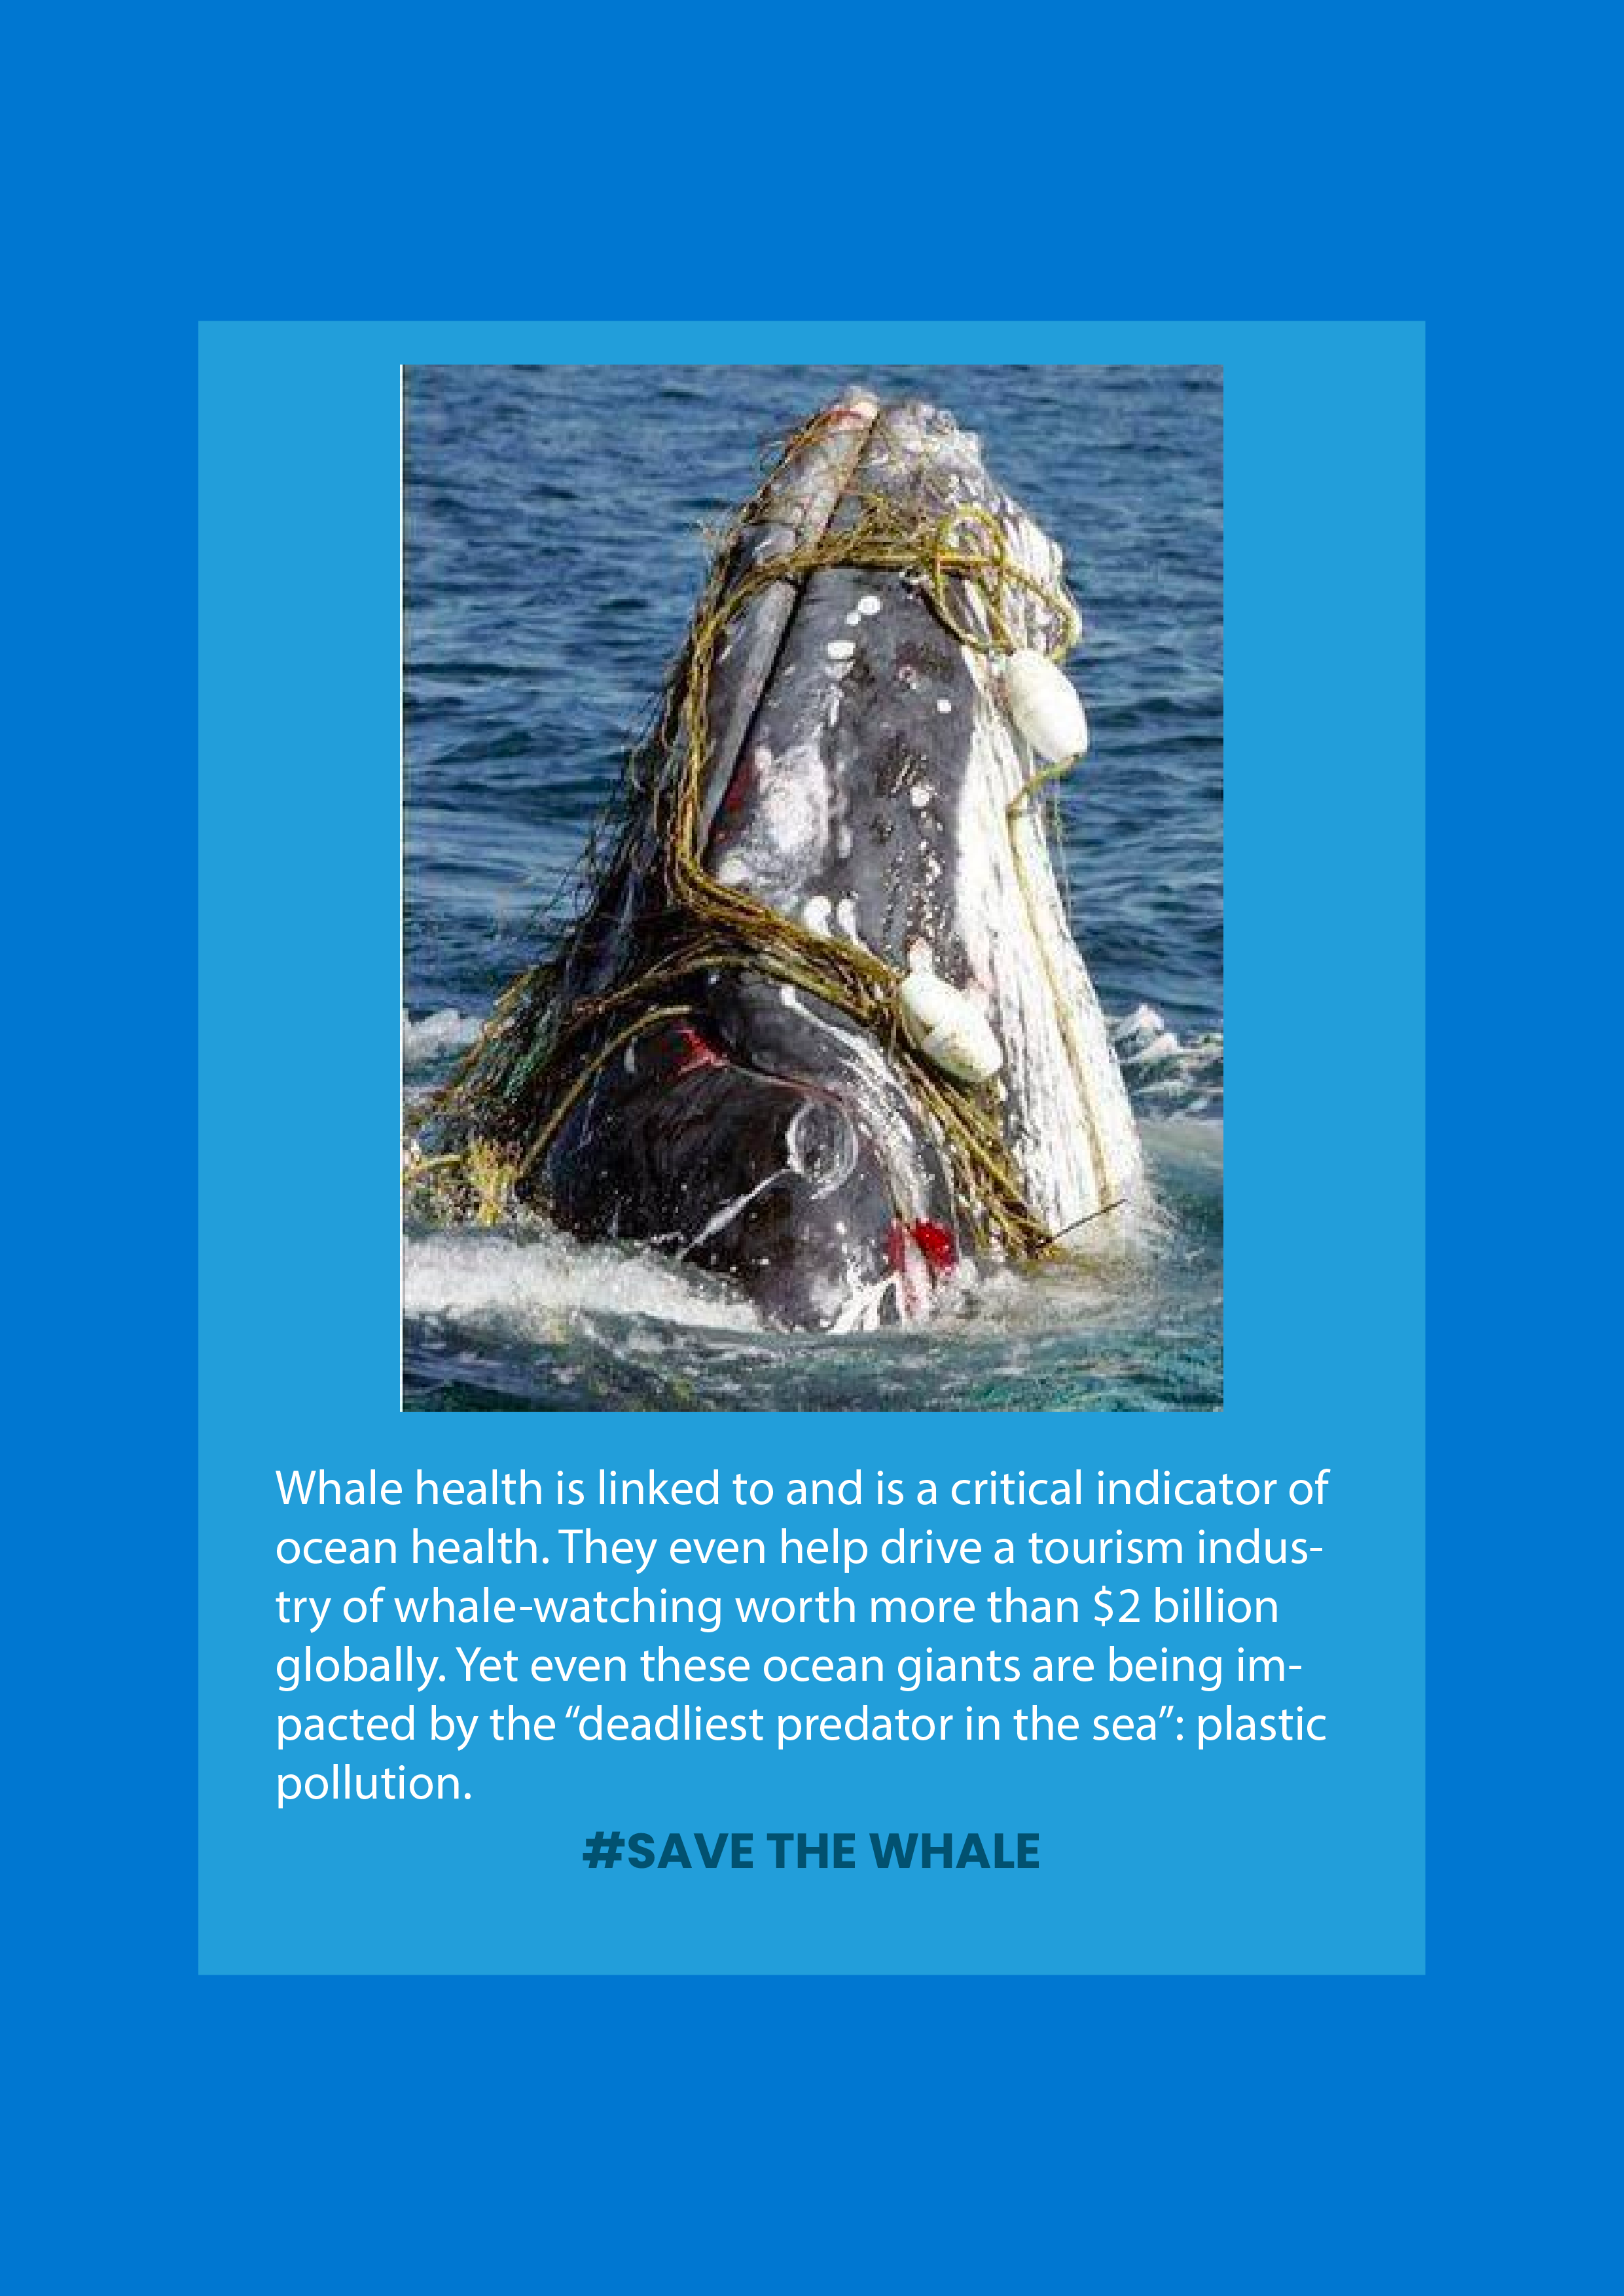 Whale health is linked to and is a critical indicator of
ocean health. They even help drive a tourism indus-
try of whale-watching worth more than $2 billion
globally. Yet even these ocean giants are being im-
pacted by the “deadliest predator in the sea”: plastic
pollution.
#SAVE THE WHALE